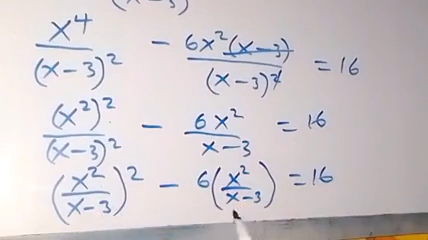 (x-3)
x⁴/(x-3)² - 6x²(x-3)/(x-3)² = 16
(x²)²/(x-3)² - 6x²/x-3 = 16
(x²/x-3)² - 6(x²/x-3) = 16